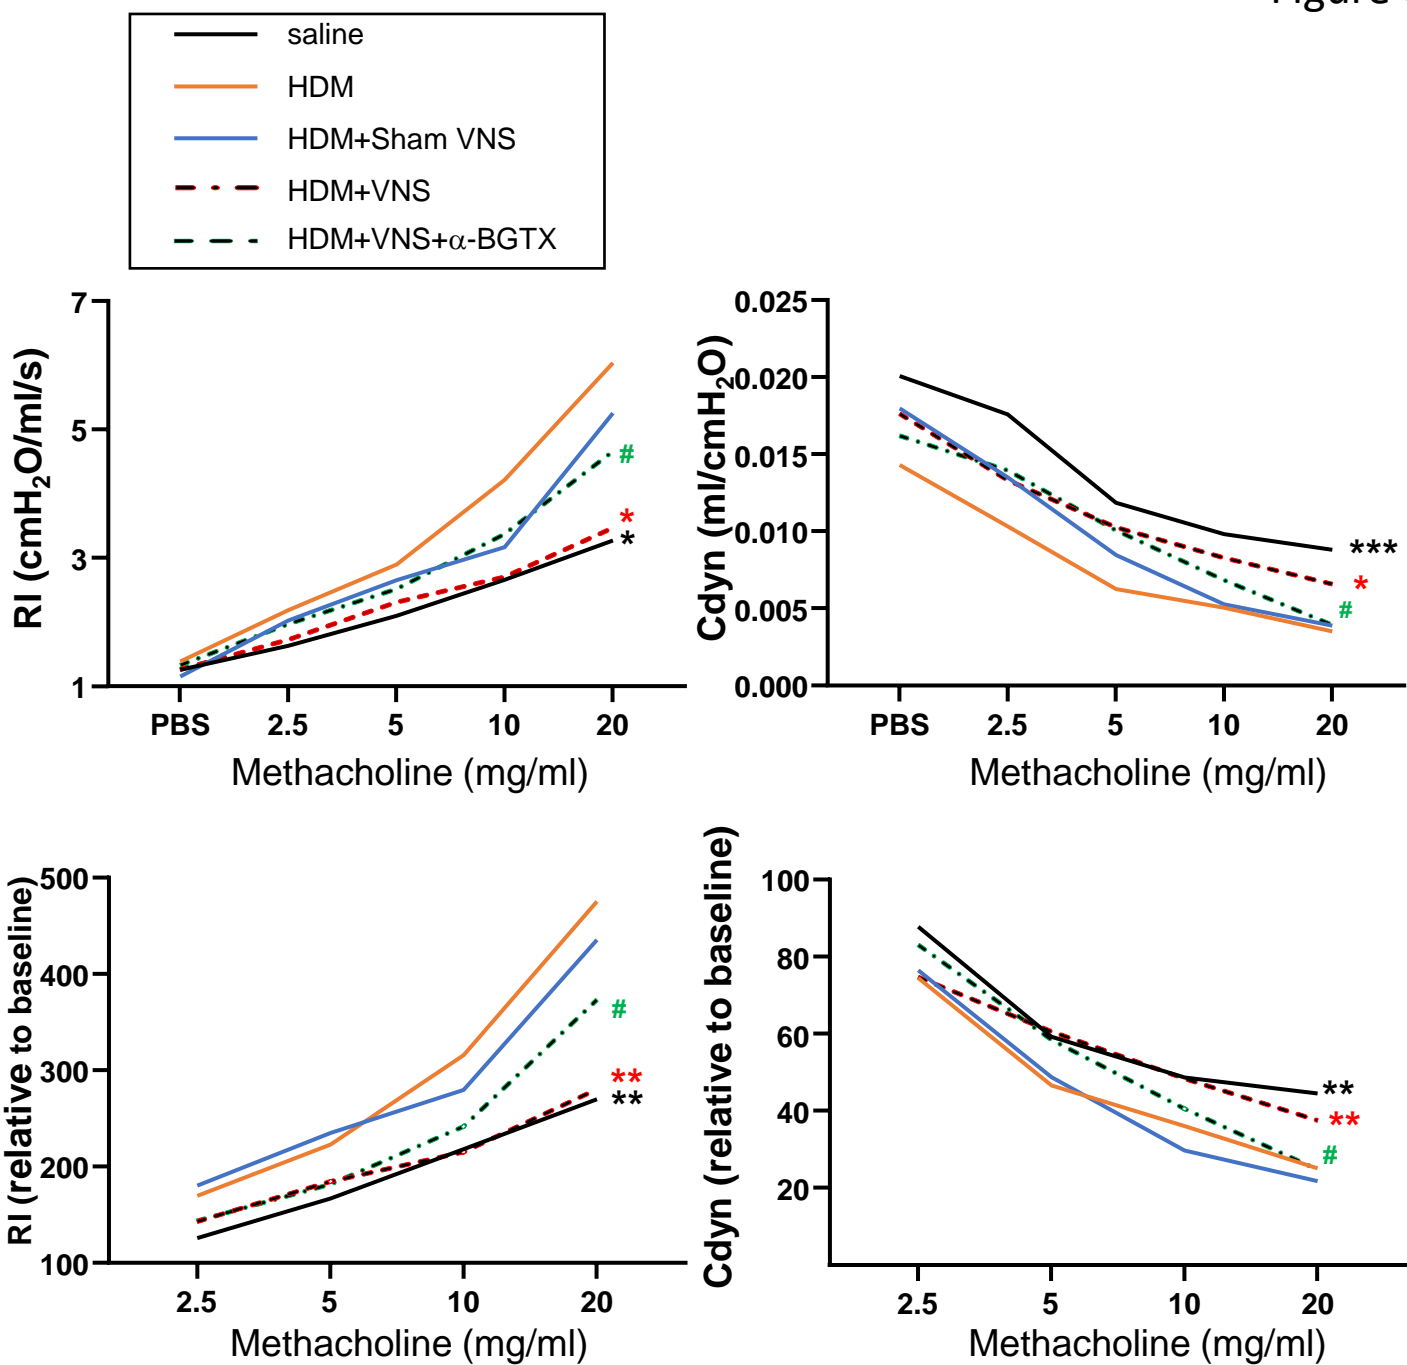 Figure
saline
HDM
HDM+Sham VNS
HDM+VNS
HDM+VNS+α-BGTX
7
5
3
1
RI (cmH2O/ml/s)
#
*
*
PBS 2.5 5 10 20
Methacholine (mg/ml)
0.025
0.020
0.015
0.010
0.005
0.000
Cdyn (ml/cmH2O)
***
*
#
PBS 2.5 5 10 20
Methacholine (mg/ml)
500
400
300
200
100
RI (relative to baseline)
#
**
**
2.5 5 10 20
Methacholine (mg/ml)
100
80
60
40
20
Cdyn (relative to baseline)
**
**
#
2.5 5 10 20
Methacholine (mg/ml)